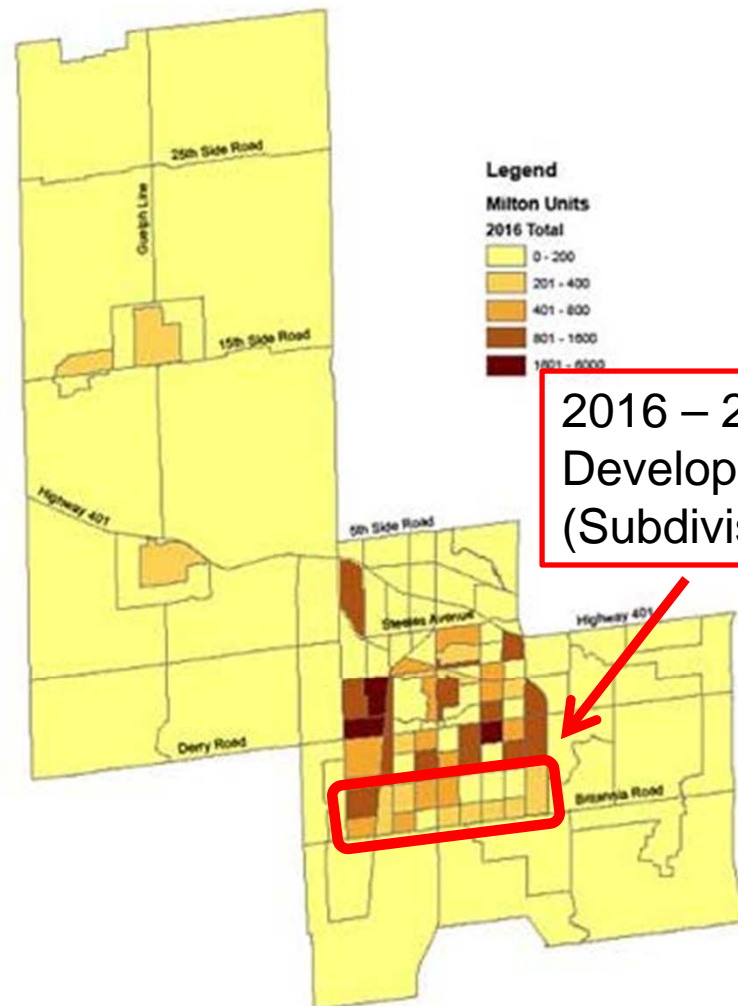 25th Side Road
Guelph Line
Legend
Milton Units
2016 Total
0 - 200
201 - 400
401 - 800
801 - 1600
1601 - 6000
15th Side Road
2016 – 2
Develop
(Subdivis
Highway 401
5th Side Road
Steeles Avenue
Highway 401
Derry Road
Britannia Road